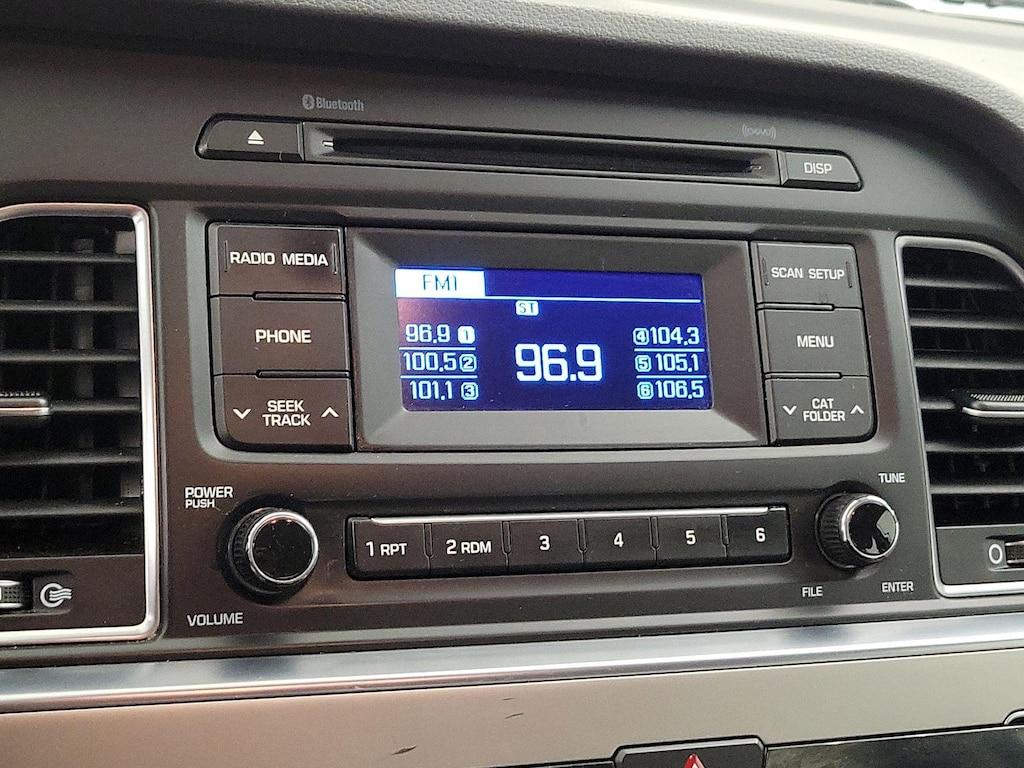 Bluetooth
((XM))
DISP
RADIO MEDIA
SCAN SETUP
FM1
ST
PHONE
MENU
96.9 1
100.5 2
101.1 3
96.9
4 104.3
5 105.1
6 106.5
SEEK
TRACK
CAT
FOLDER
POWER
PUSH
TUNE
1 RPT
2 RDM
3
4
5
6
VOLUME
FILE
ENTER